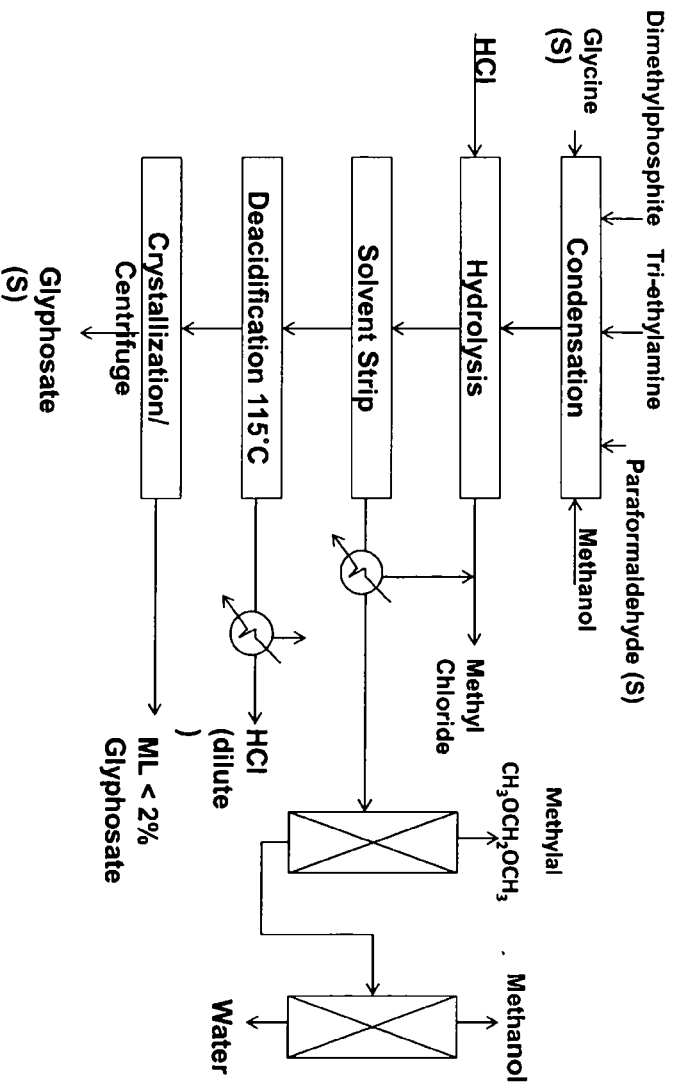 Dimethylphosphite
Tri-ethylamine
Paraformaldehyde (S)
Glycine
(S)
Methanol
Condensation
HCl
Hydrolysis
Methyl
Chloride
Solvent Strip
Methylal
CH₃OCH₂OCH₃
Methanol
Water
Deacidification 115°C
HCl
(dilute
)
Crystallization/
Centrifuge
ML < 2%
Glyphosate
Glyphosate
(S)